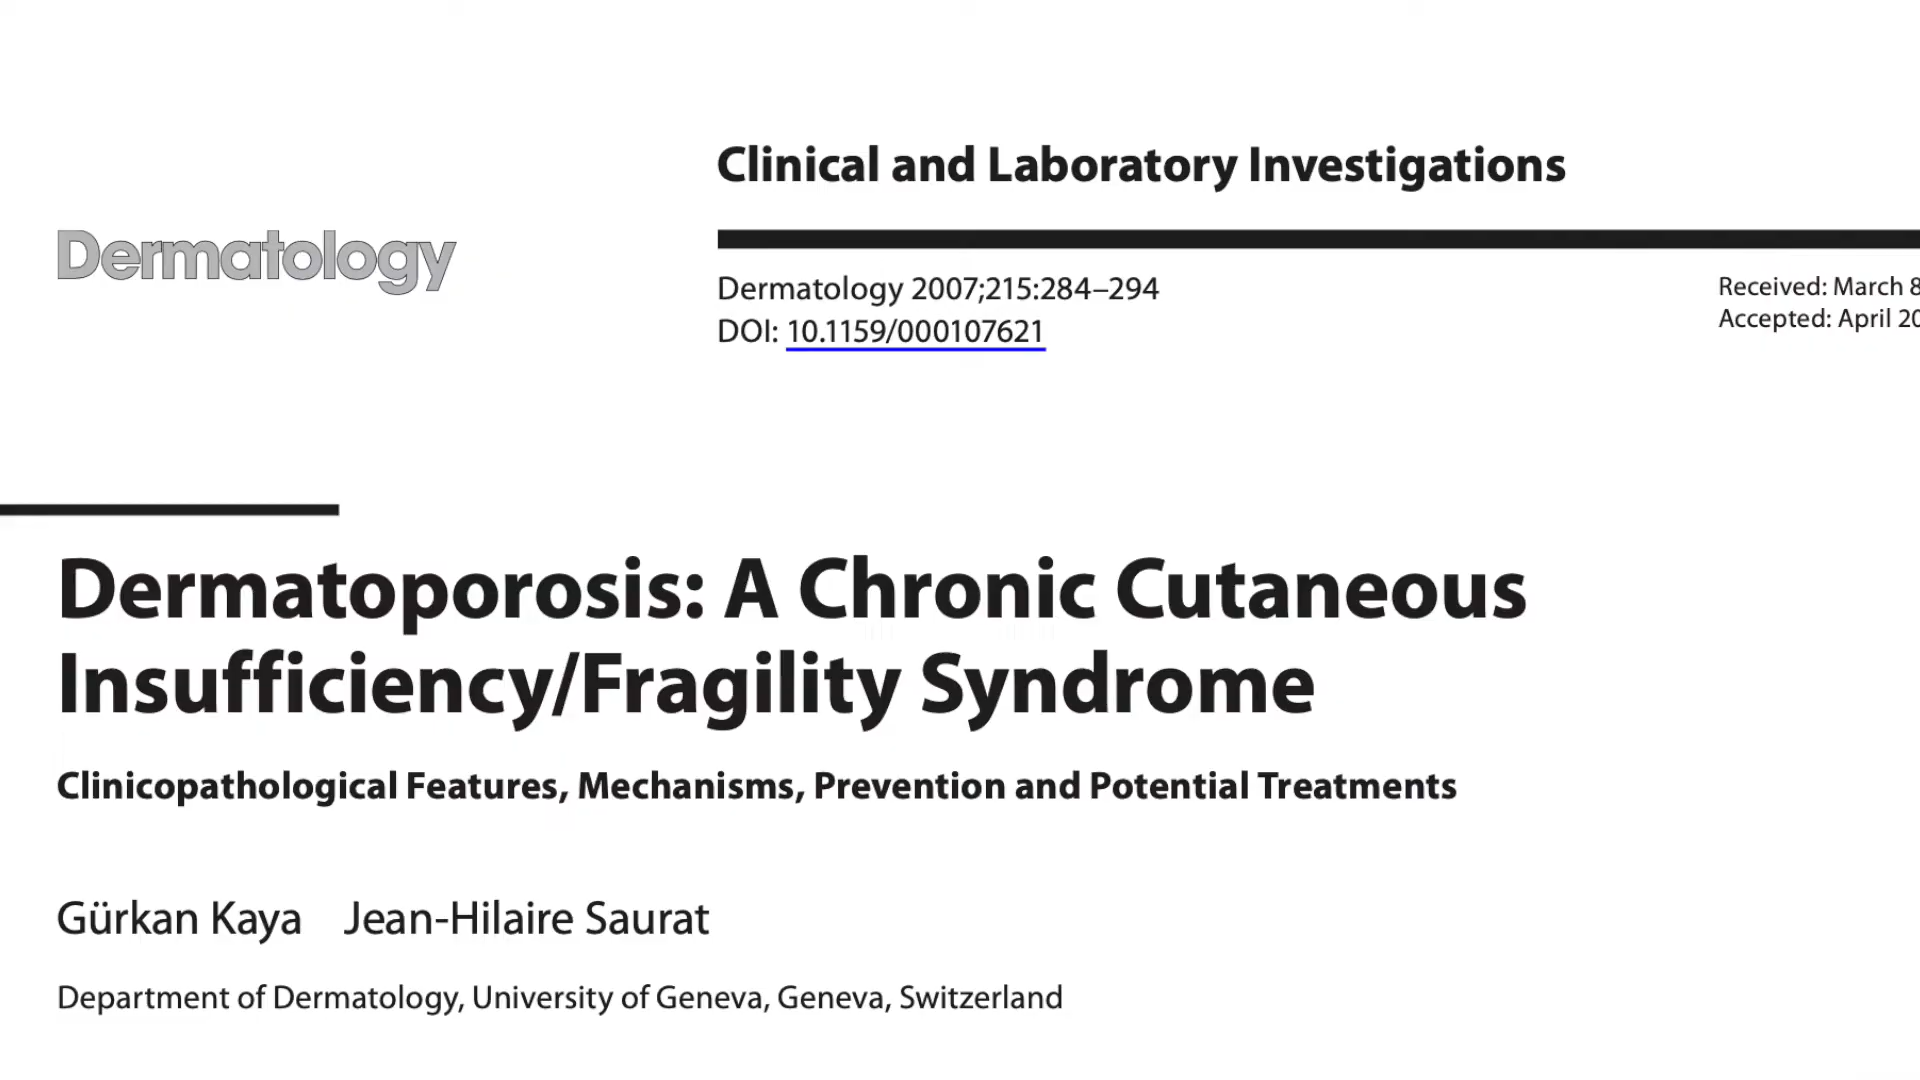 Clinical and Laboratory Investigations
Dermatology
Dermatology 2007;215:284–294
DOI: 10.1159/000107621
Received: March 8
Accepted: April 20
Dermatoporosis: A Chronic Cutaneous
Insufficiency/Fragility Syndrome
Clinicopathological Features, Mechanisms, Prevention and Potential Treatments
Gürkan Kaya Jean-Hilaire Saurat
Department of Dermatology, University of Geneva, Geneva, Switzerland